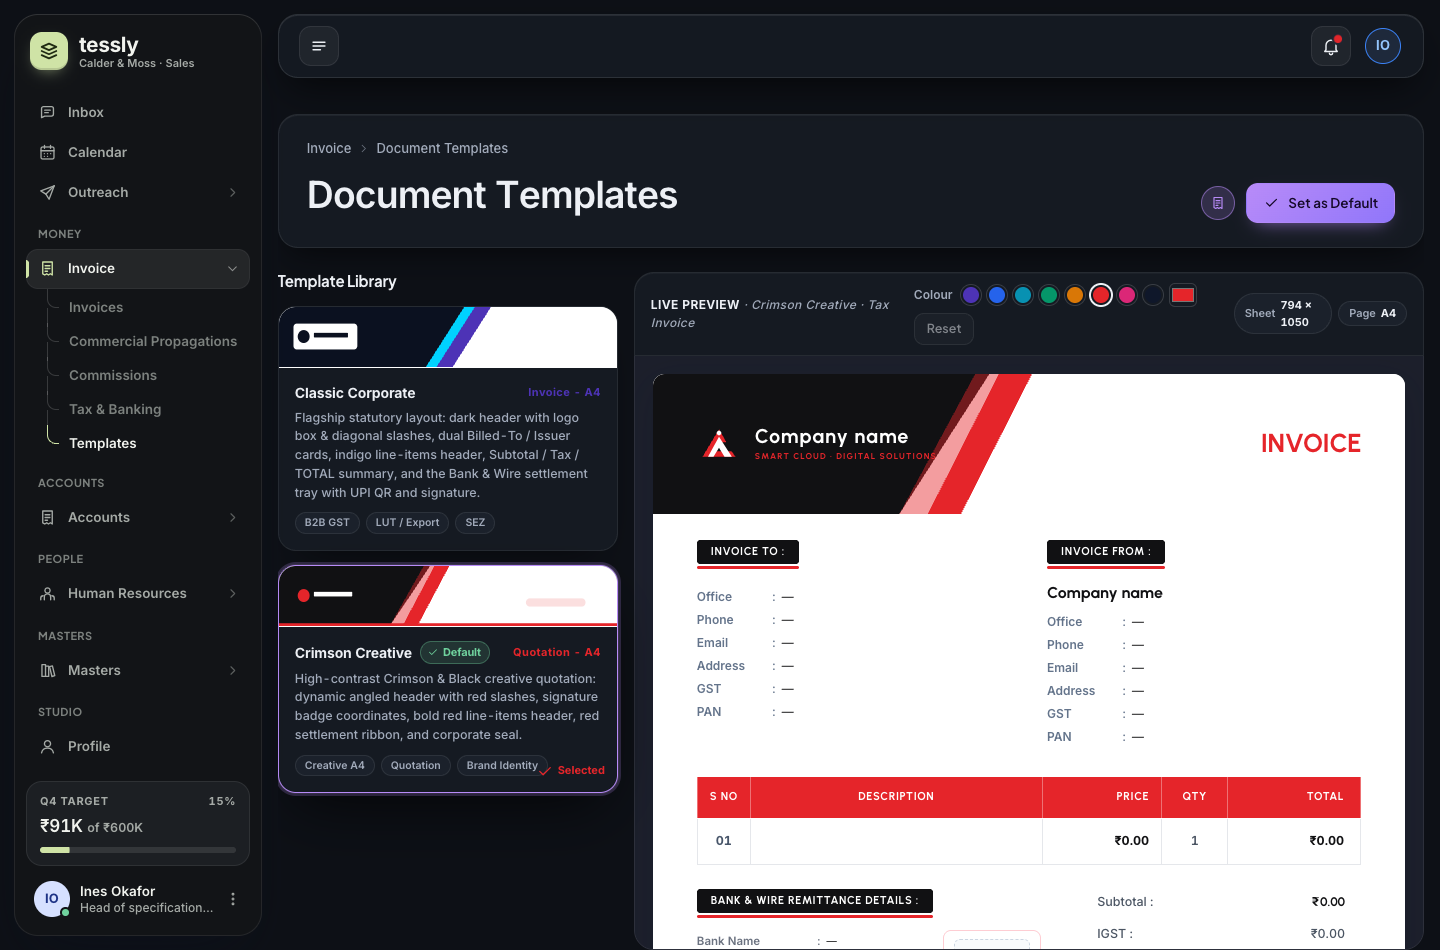 tessly
Calder & Moss · Sales
Inbox
Calendar
Outreach
MONEY
Invoice
Invoices
Commercial Propagations
Commissions
Tax & Banking
Templates
ACCOUNTS
Accounts
PEOPLE
Human Resources
MASTERS
Masters
STUDIO
Profile
Q4 TARGET 15%
₹91K of ₹600K
IO
Ines Okafor
Head of specification...
IO
Invoice > Document Templates
Document Templates
Set as Default
Template Library
Classic Corporate Invoice - A4
Flagship statutory layout: dark header with logo
box & diagonal slashes, dual Billed-To / Issuer
cards, indigo line-items header, Subtotal / Tax /
TOTAL summary, and the Bank & Wire settlement
tray with UPI QR and signature.
B2B GST LUT / Export SEZ
Crimson Creative Default Quotation - A4
High-contrast Crimson & Black creative quotation:
dynamic angled header with red slashes, signature
badge coordinates, bold red line-items header, red
settlement ribbon, and corporate seal.
Creative A4 Quotation Brand Identity Selected
LIVE PREVIEW · Crimson Creative · Tax
Invoice
Colour
Reset
Sheet 794 ×
1050
Page A4
Company name
SMART CLOUD · DIGITAL SOLUTIONS
INVOICE
INVOICE TO :
Office : —
Phone : —
Email : —
Address : —
GST : —
PAN : —
INVOICE FROM :
Company name
Office : —
Phone : —
Email : —
Address : —
GST : —
PAN : —
S NO DESCRIPTION PRICE QTY TOTAL
01 ₹0.00 1 ₹0.00
BANK & WIRE REMITTANCE DETAILS :
Bank Name : —
Subtotal : ₹0.00
IGST : ₹0.00